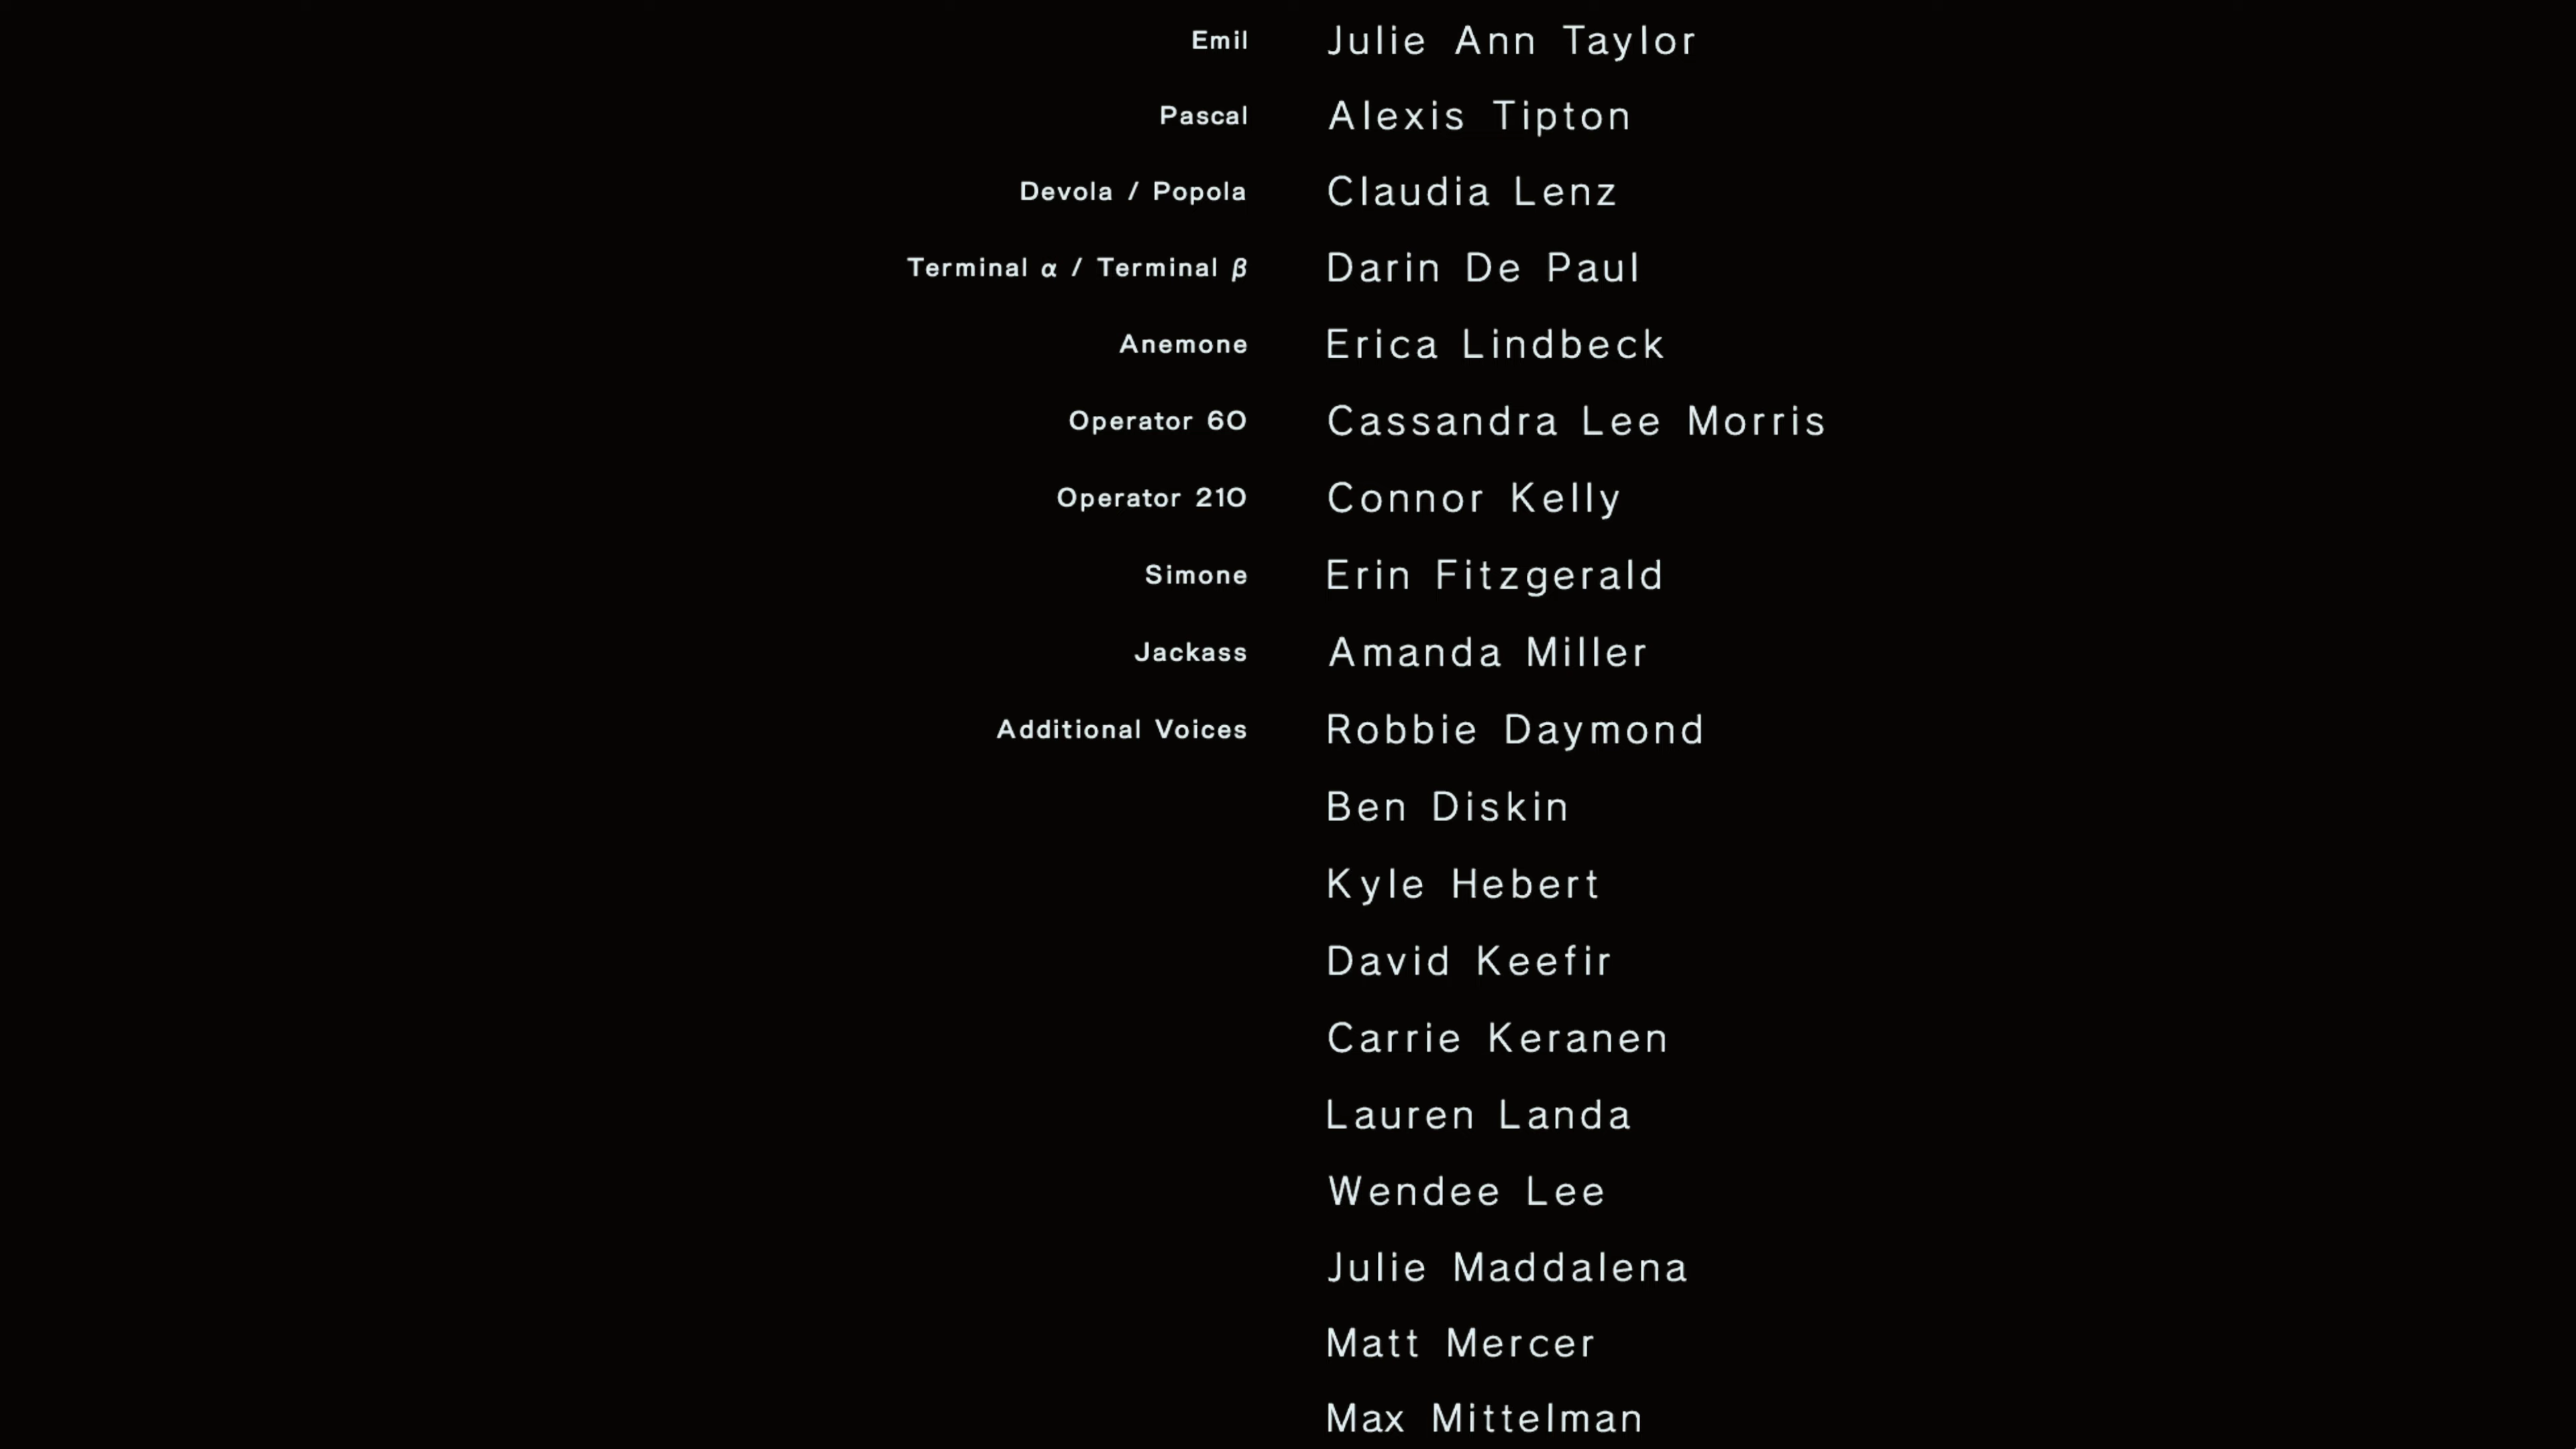 Emil Julie Ann Taylor
Pascal Alexis Tipton
Devola / Popola Claudia Lenz
Terminal α / Terminal β Darin De Paul
Anemone Erica Lindbeck
Operator 6O Cassandra Lee Morris
Operator 21O Connor Kelly
Simone Erin Fitzgerald
Jackass Amanda Miller
Additional Voices Robbie Daymond
Ben Diskin
Kyle Hebert
David Keefir
Carrie Keranen
Lauren Landa
Wendee Lee
Julie Maddalena
Matt Mercer
Max Mittelman